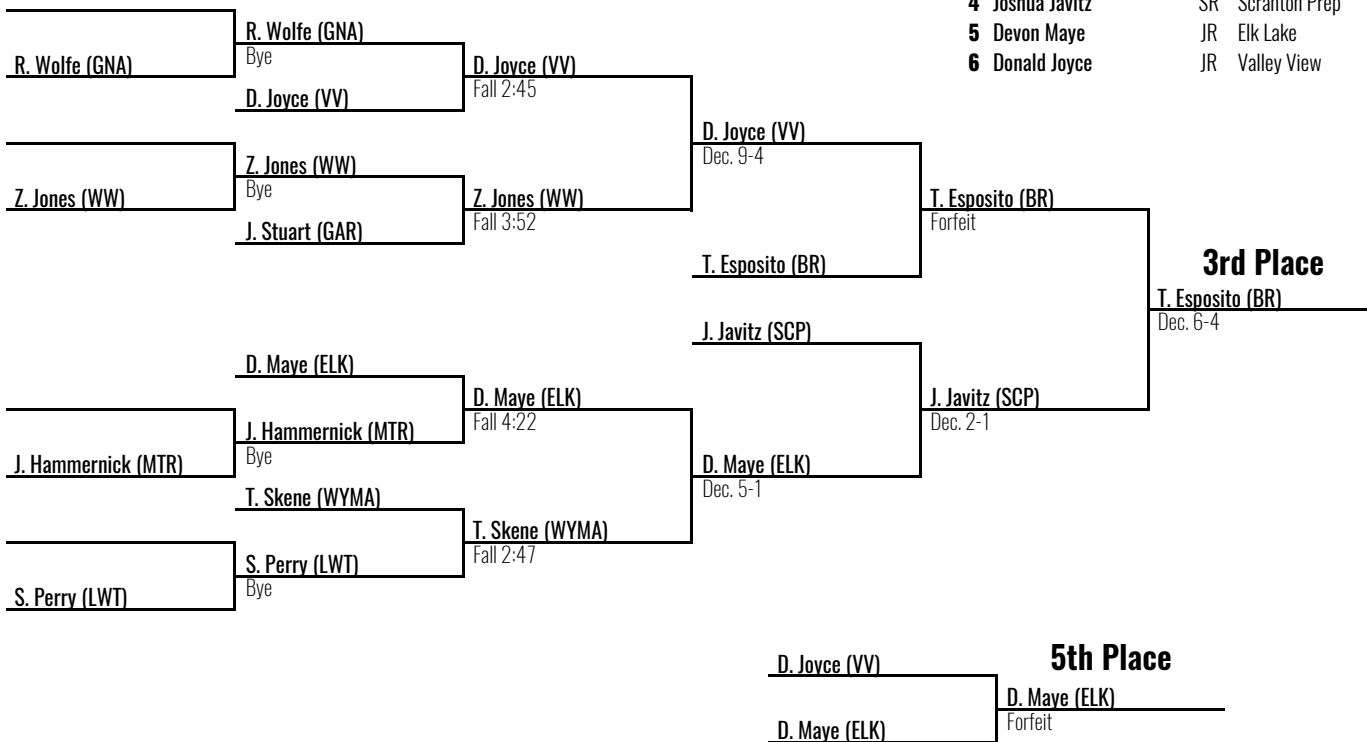 4 Joshua Javitz SR Scranton Prep
5 Devon Maye JR Elk Lake
6 Donald Joyce JR Valley View
R. Wolfe (GNA)
R. Wolfe (GNA)
Bye
D. Joyce (VV)
D. Joyce (VV)
Fall 2:45
Z. Jones (WW)
Z. Jones (WW)
Bye
J. Stuart (GAR)
Z. Jones (WW)
Fall 3:52
D. Joyce (VV)
Dec. 9-4
T. Esposito (BR)
T. Esposito (BR)
Forfeit
3rd Place
T. Esposito (BR)
Dec. 6-4
J. Javitz (SCP)
J. Javitz (SCP)
Dec. 2-1
D. Maye (ELK)
D. Maye (ELK)
Fall 4:22
J. Hammernick (MTR)
Bye
J. Hammernick (MTR)
D. Maye (ELK)
Dec. 5-1
T. Skene (WYMA)
T. Skene (WYMA)
Fall 2:47
S. Perry (LWT)
Bye
S. Perry (LWT)
5th Place
D. Joyce (VV)
D. Maye (ELK)
Forfeit
D. Maye (ELK)